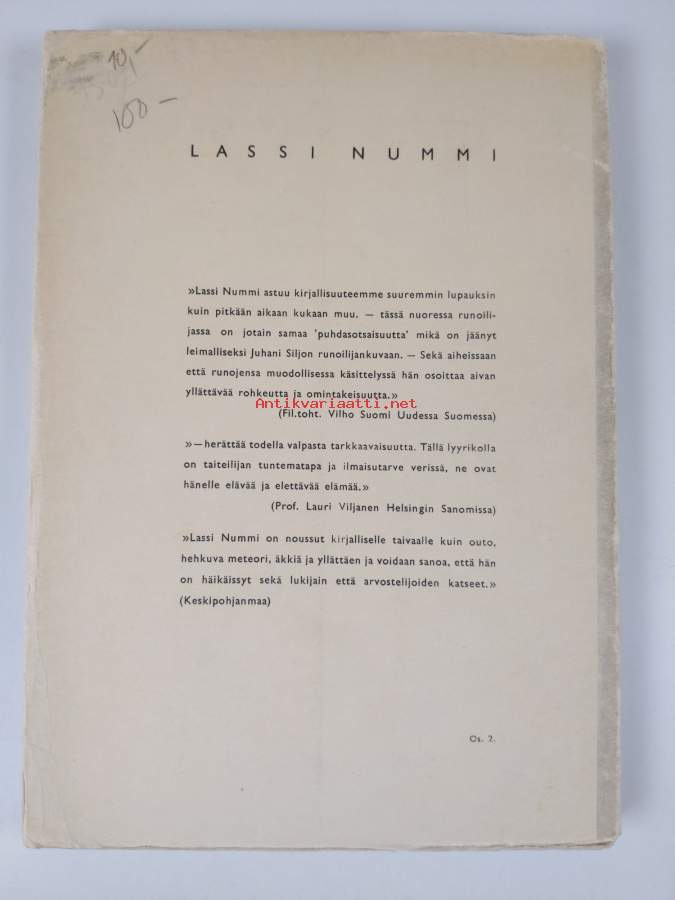 10,-
100 —
LASSI NUMMI
»Lassi Nummi astuu kirjallisuuteemme suuremmin lupauksin
kuin pitkään aikaan kukaan muu. — tässä nuoressa runoili-
jassa on jotain samaa 'puhdasotsaisuutta' mikä on jäänyt
leimalliseksi Juhani Siljon runoilijankuvaan. — Sekä aiheissaan
että runojensa muodollisessa käsittelyssä hän osoittaa aivan
yllättävää rohkeutta ja omintakeisuutta.»
Antikvariaatti.net
(Fil.toht. Vilho Suomi Uudessa Suomessa)
»—herättää todella valpasta tarkkaavaisuutta. Tällä lyyrikolla
on taiteilijan tuntematapa ja ilmaisutarve verissä, ne ovat
hänelle elävää ja elettävää elämää.»
(Prof. Lauri Viljanen Helsingin Sanomissa)
»Lassi Nummi on noussut kirjalliselle taivaalle kuin outo,
hehkuva meteori, äkkiä ja yllättäen ja voidaan sanoa, että hän
on häikäissyt sekä lukijain että arvostelijoiden katseet.»
(Keskipohjanmaa)
Os. 2.